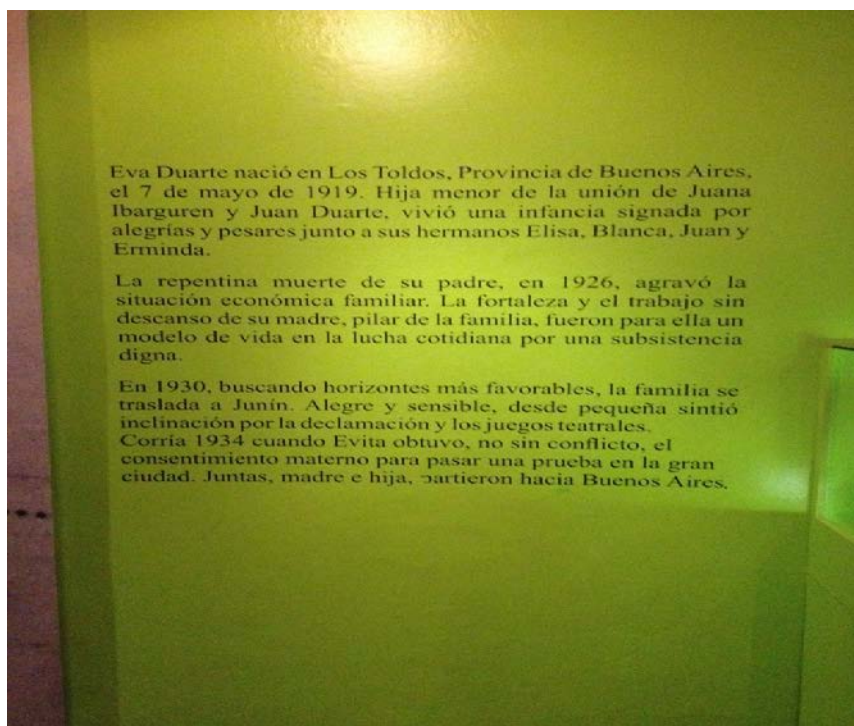 Eva Duarte nació en Los Toldos, Provincia de Buenos Aires,
el 7 de mayo de 1919. Hija menor de la unión de Juana
Ibarguren y Juan Duarte, vivió una infancia signada por
alegrías y pesares junto a sus hermanos Elisa, Blanca, Juan y
Erminda.
La repentina muerte de su padre, en 1926, agravó la
situación económica familiar. La fortaleza y el trabajo sin
descanso de su madre, pilar de la familia, fueron para ella un
modelo de vida en la lucha cotidiana por una subsistencia
digna.
En 1930, buscando horizontes más favorables, la familia se
traslada a Junín. Alegre y sensible, desde pequeña sintió
inclinación por la declamación y los juegos teatrales.
Corría 1934 cuando Evita obtuvo, no sin conflicto, el
consentimiento materno para pasar una prueba en la gran
ciudad. Juntas, madre e hija, partieron hacia Buenos Aires.